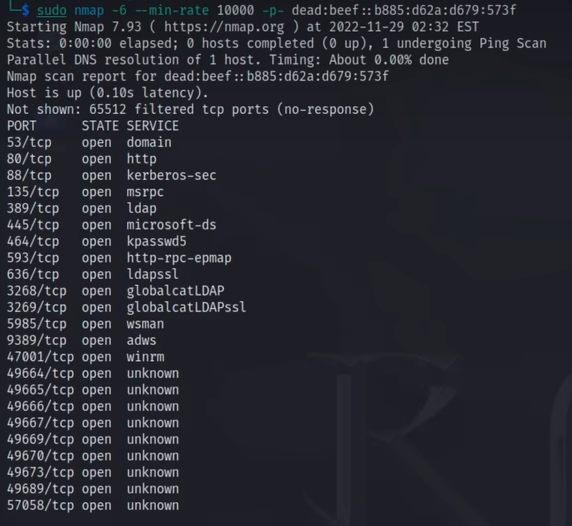 └─$ sudo nmap -6 --min-rate 10000 -p- dead:beef::b885:d62a:d679:573f
Starting Nmap 7.93 ( https://nmap.org ) at 2022-11-29 02:32 EST
Stats: 0:00:00 elapsed; 0 hosts completed (0 up), 1 undergoing Ping Scan
Parallel DNS resolution of 1 host. Timing: About 0.00% done
Nmap scan report for dead:beef::b885:d62a:d679:573f
Host is up (0.10s latency).
Not shown: 65512 filtered tcp ports (no-response)
PORT STATE SERVICE
53/tcp open domain
80/tcp open http
88/tcp open kerberos-sec
135/tcp open msrpc
389/tcp open ldap
445/tcp open microsoft-ds
464/tcp open kpasswd5
593/tcp open http-rpc-epmap
636/tcp open ldapssl
3268/tcp open globalcatLDAP
3269/tcp open globalcatLDAPssl
5985/tcp open wsman
9389/tcp open adws
47001/tcp open winrm
49664/tcp open unknown
49665/tcp open unknown
49666/tcp open unknown
49667/tcp open unknown
49669/tcp open unknown
49670/tcp open unknown
49673/tcp open unknown
49689/tcp open unknown
57058/tcp open unknown